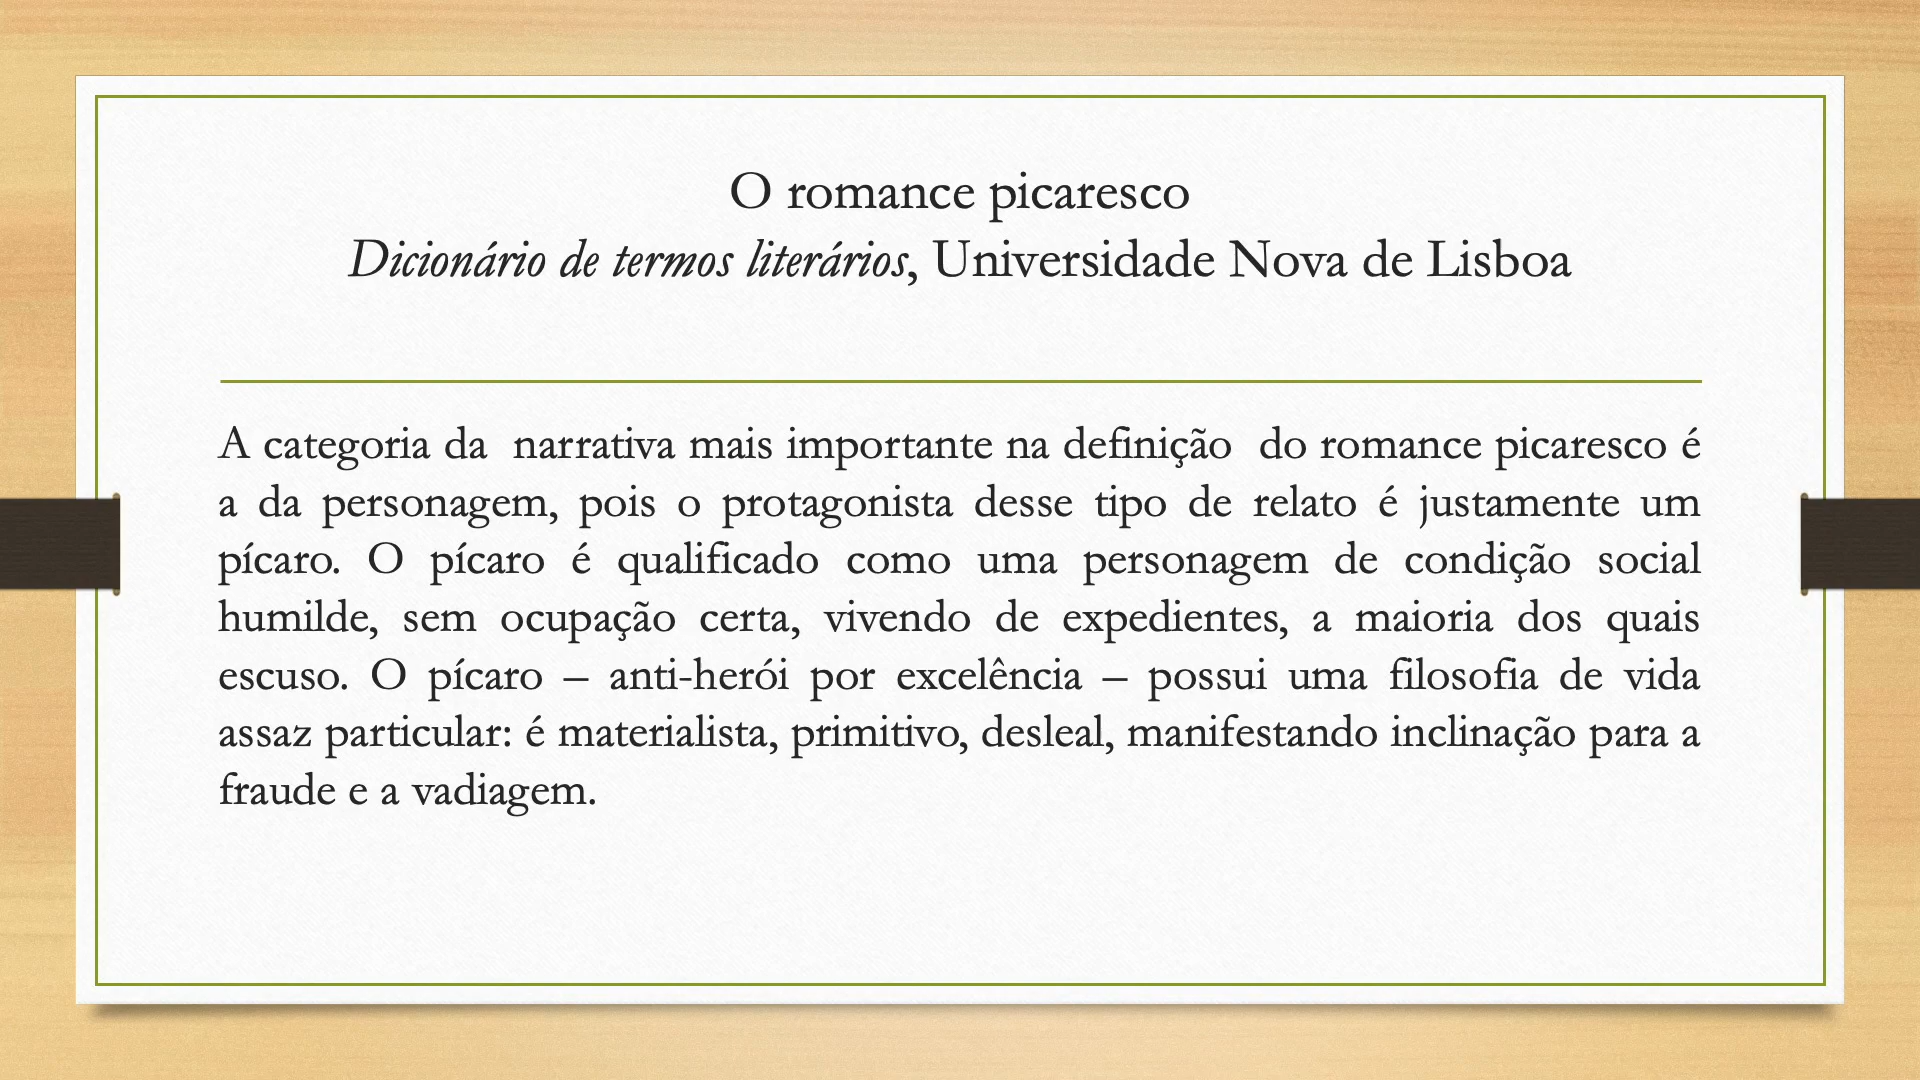 O romance picaresco
Dicionário de termos literários, Universidade Nova de Lisboa
A categoria da  narrativa mais importante na definição  do romance picaresco é
a da personagem, pois o protagonista desse tipo de relato é justamente um
pícaro. O pícaro é qualificado como uma personagem de condição social
humilde, sem ocupação certa, vivendo de expedientes, a maioria dos quais
escuso. O pícaro – anti-herói por excelência – possui uma filosofia de vida
assaz particular: é materialista, primitivo, desleal, manifestando inclinação para a
fraude e a vadiagem.